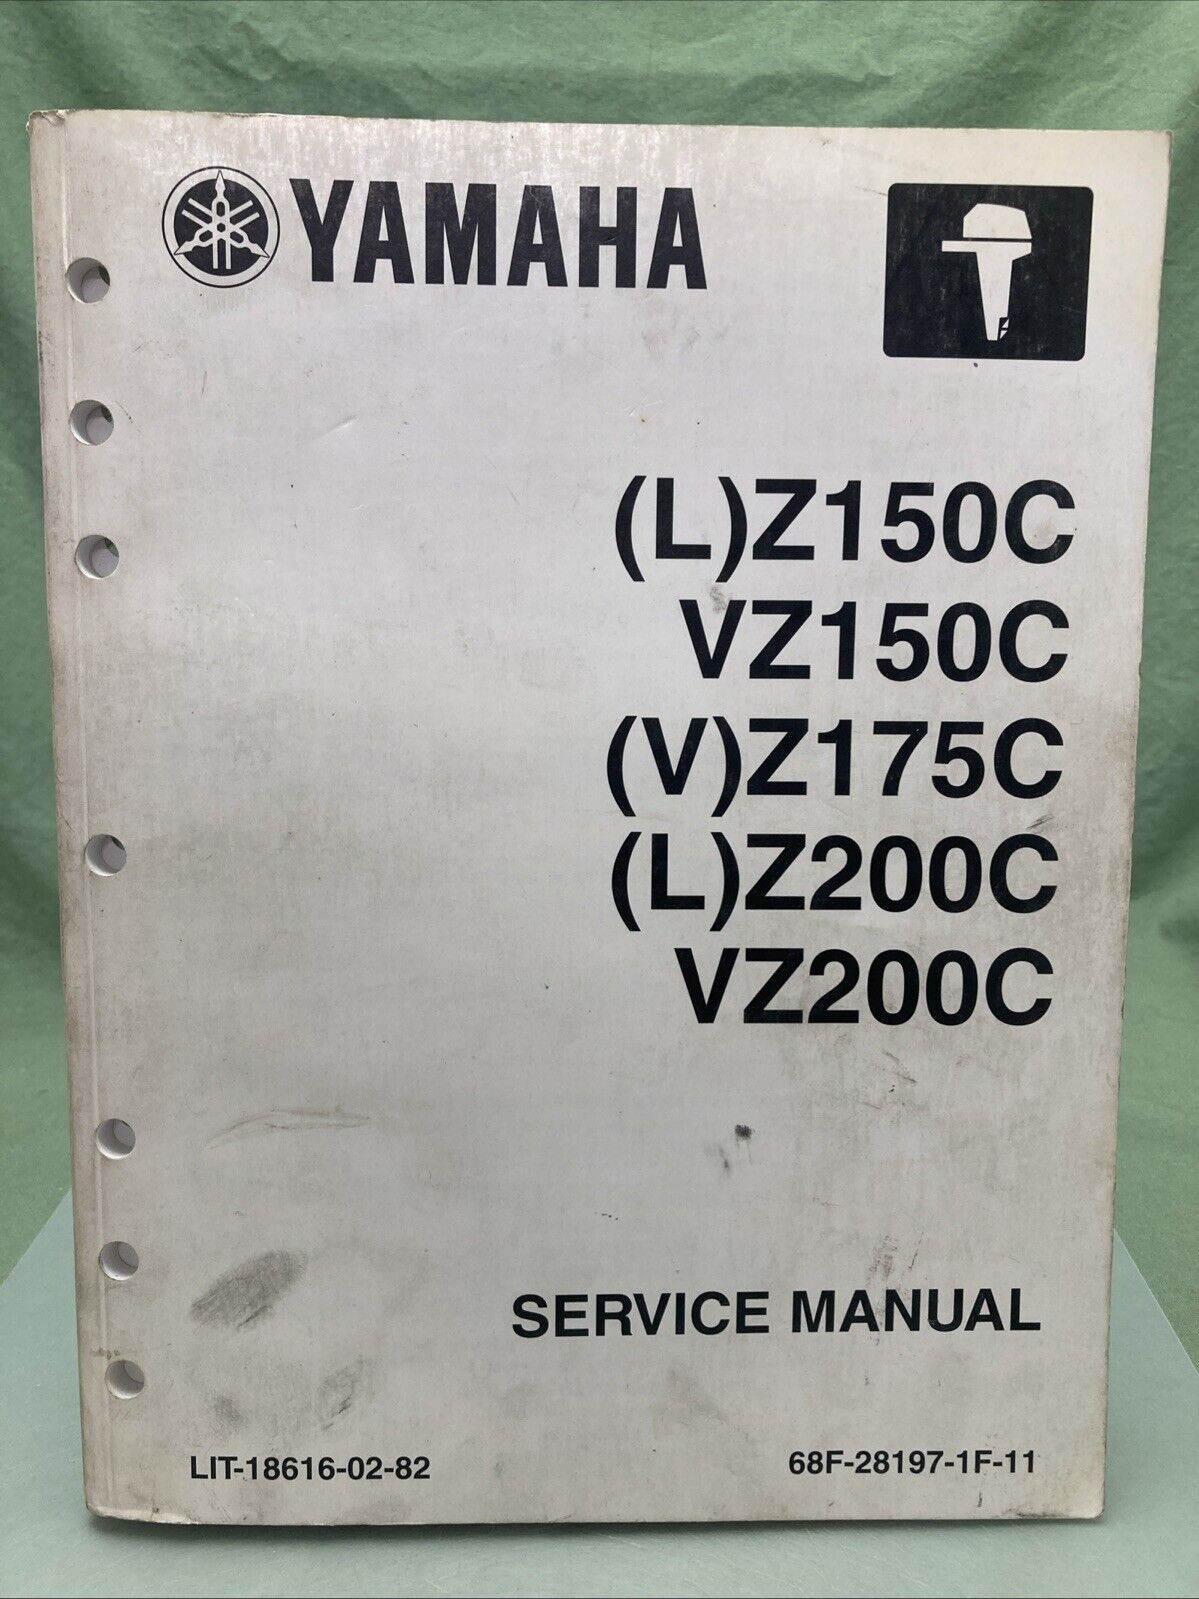 YAMAHA
(L)Z150C
VZ150C
(V)Z175C
(L)Z200C
VZ200C
SERVICE MANUAL
LIT-18616-02-82
68F-28197-1F-11